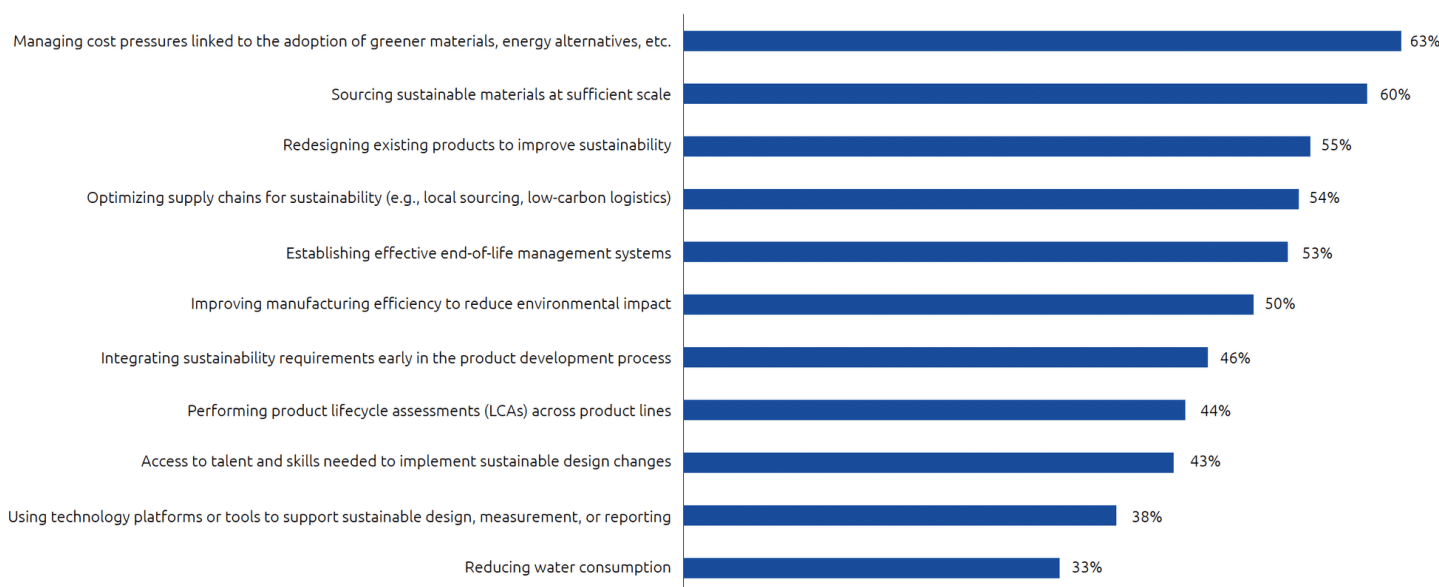 Managing cost pressures linked to the adoption of greener materials, energy alternatives, etc. 63%
Sourcing sustainable materials at sufficient scale 60%
Redesigning existing products to improve sustainability 55%
Optimizing supply chains for sustainability (e.g., local sourcing, low-carbon logistics) 54%
Establishing effective end-of-life management systems 53%
Improving manufacturing efficiency to reduce environmental impact 50%
Integrating sustainability requirements early in the product development process 46%
Performing product lifecycle assessments (LCAs) across product lines 44%
Access to talent and skills needed to implement sustainable design changes 43%
Using technology platforms or tools to support sustainable design, measurement, or reporting 38%
Reducing water consumption 33%